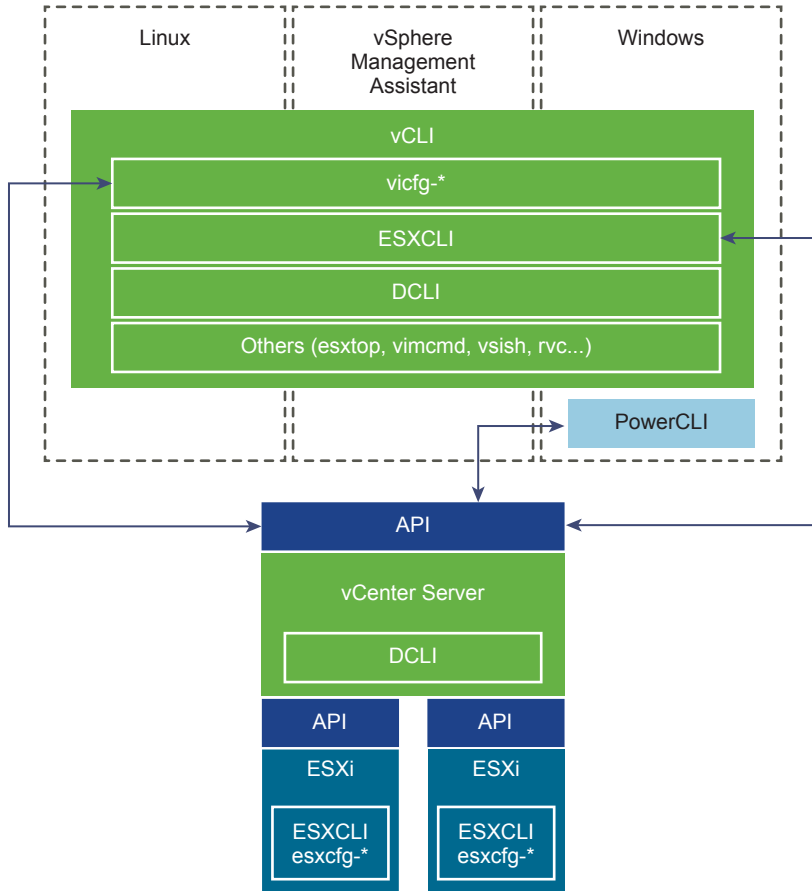 Linux
vSphere
Management
Assistant
Windows
vCLI
vicfg-*
ESXCLI
DCLI
Others (esxtop, vimcmd, vsish, rvc...)
PowerCLI
API
vCenter Server
DCLI
API
API
ESXi
ESXi
ESXCLI
esxcfg-*
ESXCLI
esxcfg-*